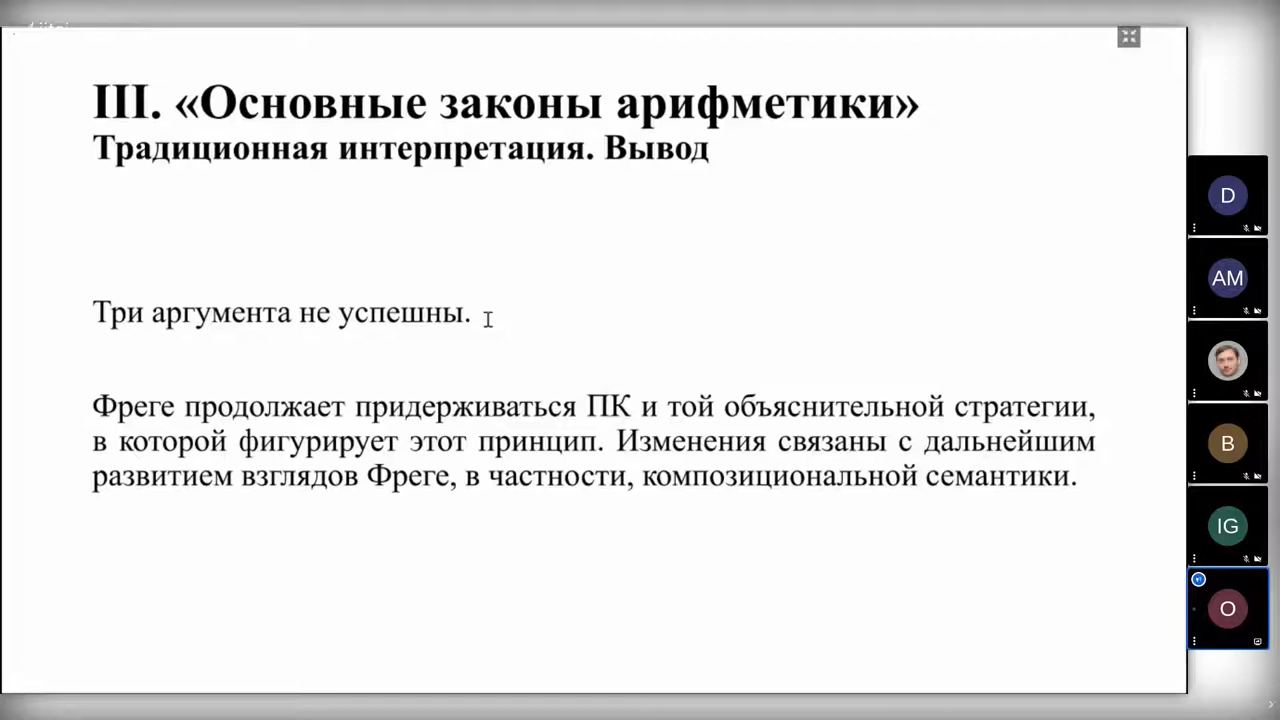 III. «Основные законы арифметики»
Традиционная интерпретация. Вывод
Три аргумента не успешны.
Фреге продолжает придерживаться ПК и той объяснительной стратегии,
в которой фигурирует этот принцип. Изменения связаны с дальнейшим
развитием взглядов Фреге, в частности, композициональной семантики.
D
AM
B
IG
O